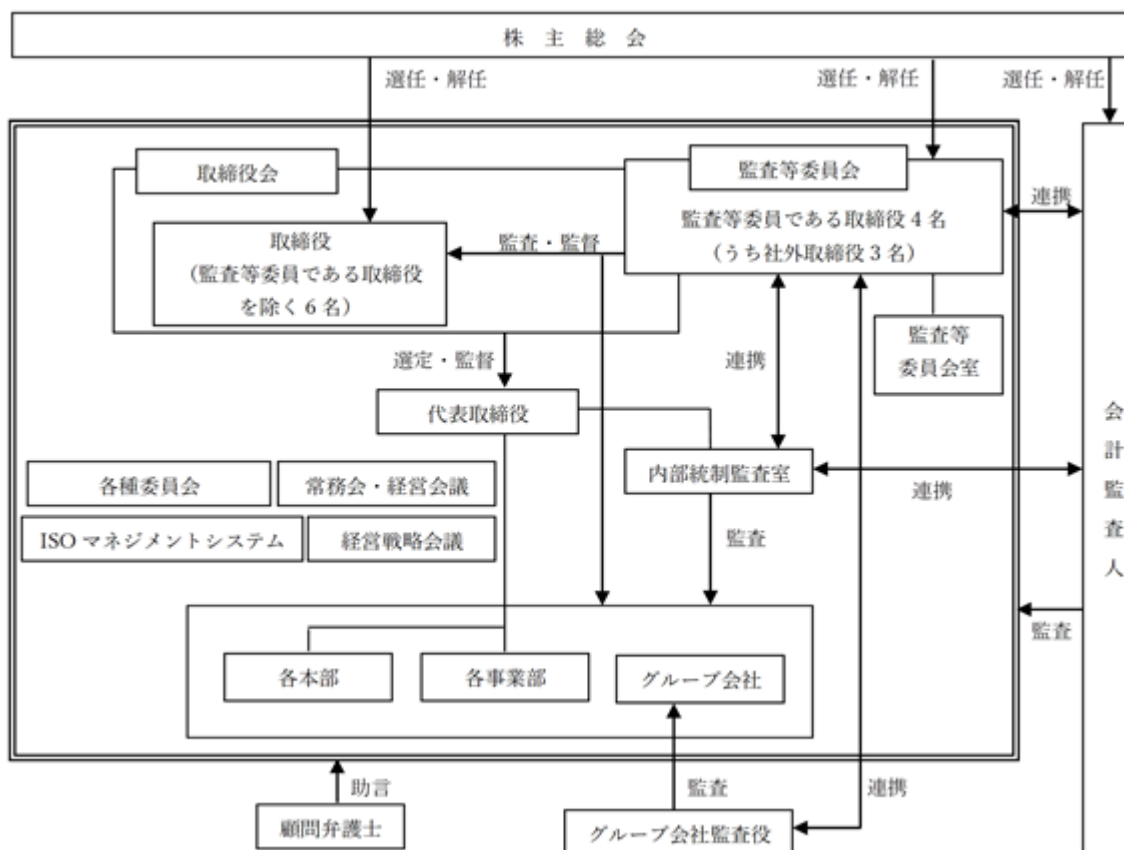 株主総会
選任・解任
選任・解任
選任・解任
取締役会
監査等委員会
取締役
(監査等委員である取締役
を除く6名)
監査・監督
監査等委員である取締役4名
(うち社外取締役3名)
連携
選定・監督
連携
監査等
委員会室
代表取締役
各種委員会
常務会・経営会議
内部統制監査室
連携
ISOマネジメントシステム
経営戦略会議
監査
会計監査人
監査
各本部
各事業部
グループ会社
助言
監査
連携
顧問弁護士
グループ会社監査役